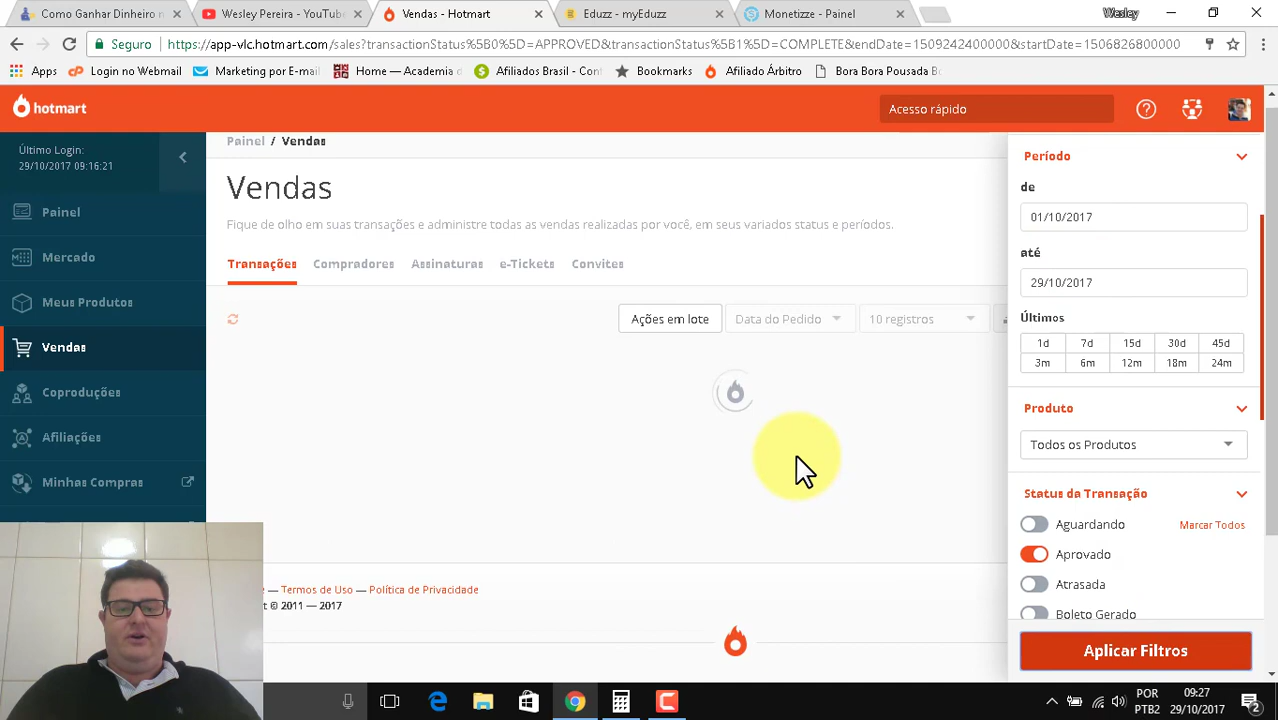 Como Ganhar Dinheiro n
Wesley Pereira - YouTube
Vendas - Hotmart
Eduzz - myEduzz
Monetizze - Painel
Wesley
Seguro
https://app-vlc.hotmart.com/sales?transactionStatus%5B0%5D=APPROVED&transactionStatus%5B1%5D=COMPLETE&endDate=1509242400000&startDate=1506826800000
Apps
Login no Webmail
Marketing por E-mail
Home — Academia d
Afiliados Brasil - Con
Bookmarks
Afiliado Árbitro
Bora Bora Pousada B
hotmart
Acesso rápido
Último Login:
29/10/2017 09:16:21
Painel
Mercado
Meus Produtos
Vendas
Coproduções
Afiliações
Minhas Compras
Painel / Vendas
Vendas
Fique de olho em suas transações e administre todas as vendas realizadas por você, em seus variados status e períodos.
Transações Compradores Assinaturas e-Tickets Convites
Ações em lote
Data do Pedido
10 registros
— Termos de Uso — Política de Privacidade
© 2011 — 2017
Período
de
01/10/2017
até
29/10/2017
Últimos
1d 7d 15d 30d 45d
3m 6m 12m 18m 24m
Produto
Todos os Produtos
Status da Transação
Aguardando
Marcar Todos
Aprovado
Atrasada
Boleto Gerado
Aplicar Filtros
POR
PTB2
09:27
29/10/2017
2